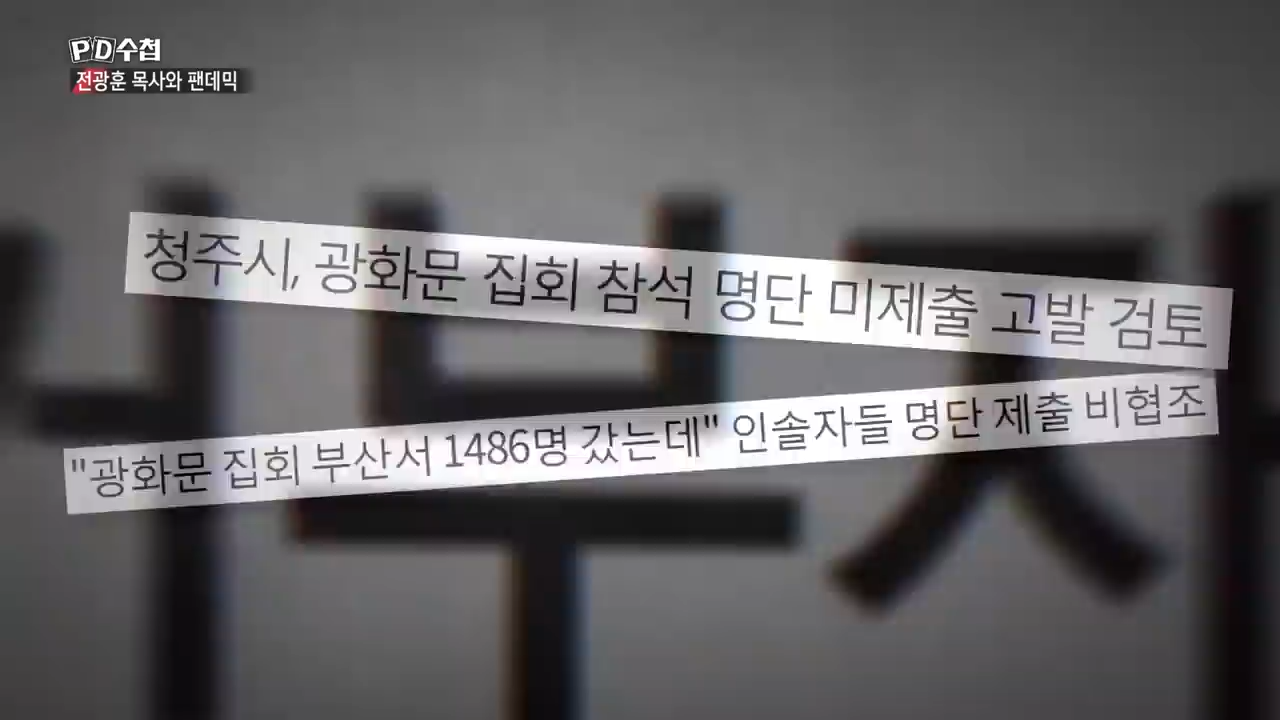 PD수첩
전광훈 목사와 팬데믹
청주시, 광화문 집회 참석 명단 미제출 고발 검토
"광화문 집회 부산서 1486명 갔는데" 인솔자들 명단 제출 비협조